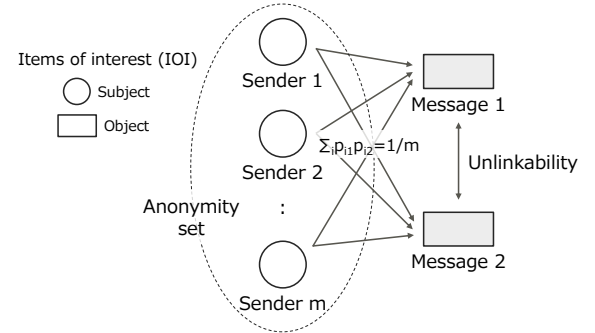 Items of interest (IOI)
Subject
Object
Sender 1
Sender 2
:
Sender m
Anonymity
set
∑ᵢpᵢ₁pᵢ₂=1/m
Message 1
Unlinkability
Message 2